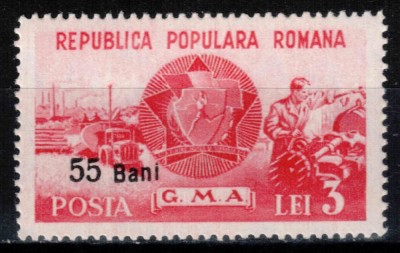 REPUBLICA POPULARA ROMANA
55 Bani
POSTA G.M.A. LEI 3